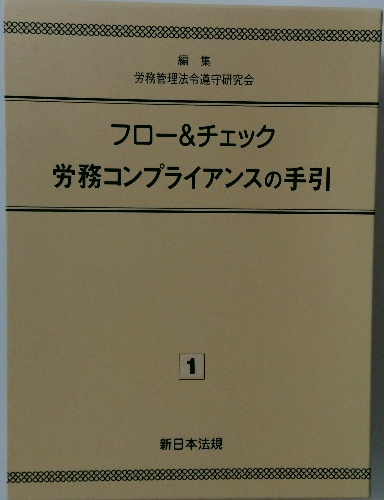 編集
労務管理法令遵守研究会
フロー&チェック
労務コンプライアンスの手引
1
新日本法規